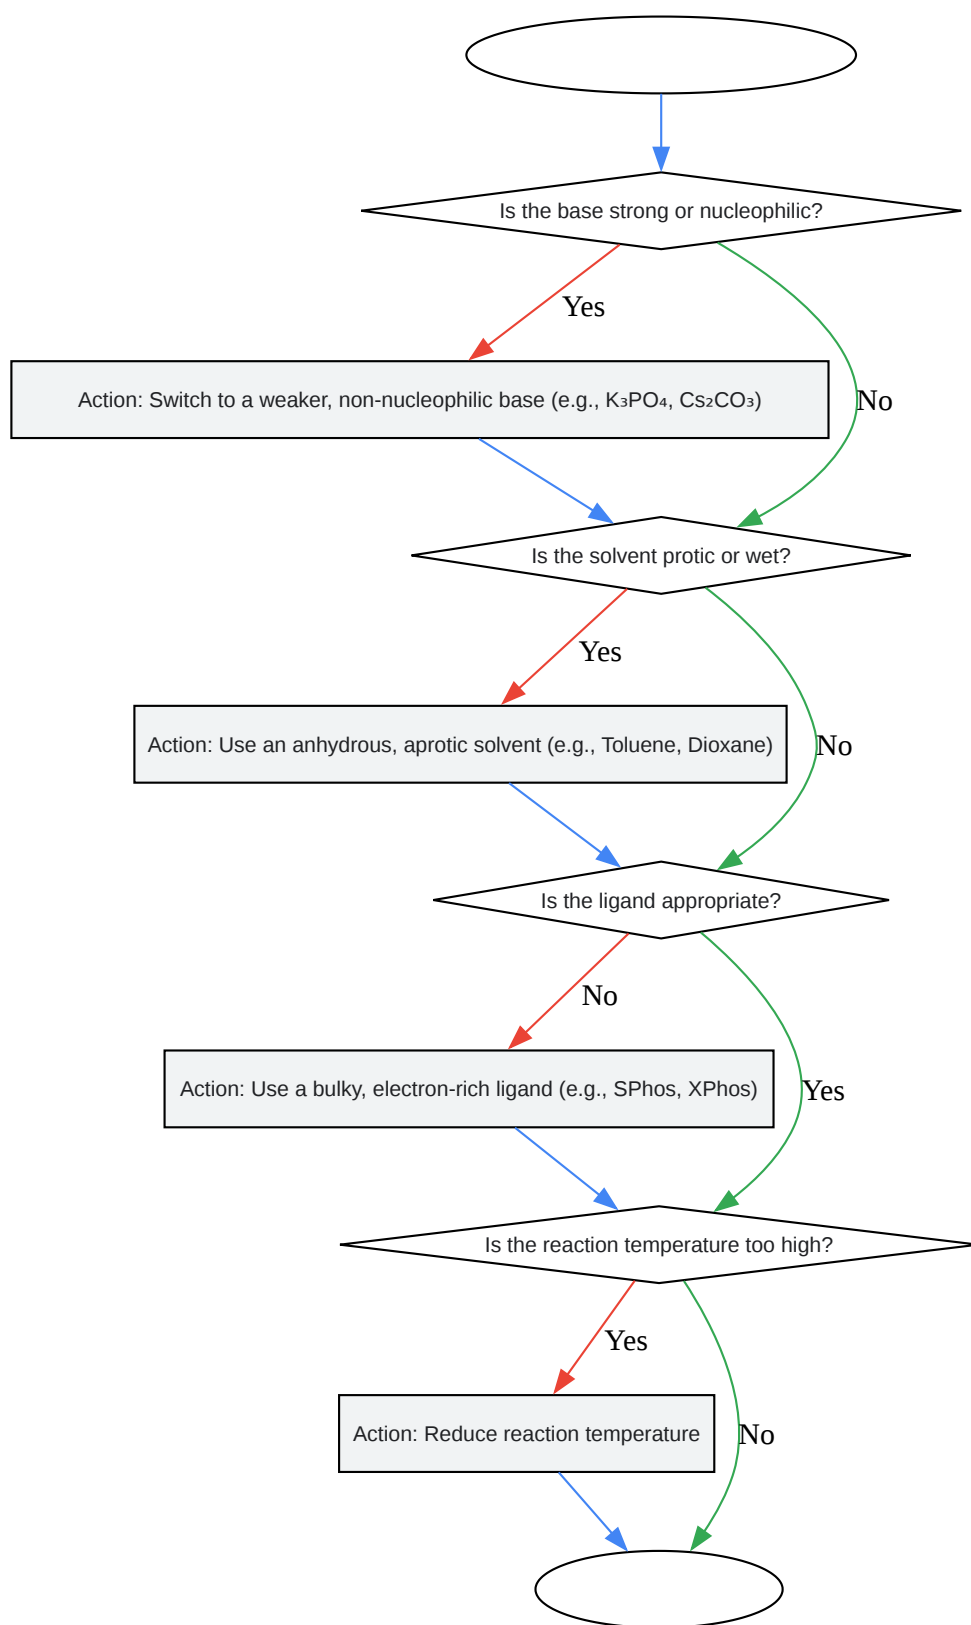 Is the base strong or nucleophilic?
Yes
Action: Switch to a weaker, non-nucleophilic base (e.g., K₃PO₄, Cs₂CO₃)
No
Is the solvent protic or wet?
Yes
Action: Use an anhydrous, aprotic solvent (e.g., Toluene, Dioxane)
No
Is the ligand appropriate?
No
Action: Use a bulky, electron-rich ligand (e.g., SPhos, XPhos)
Yes
Is the reaction temperature too high?
Yes
Action: Reduce reaction temperature
No